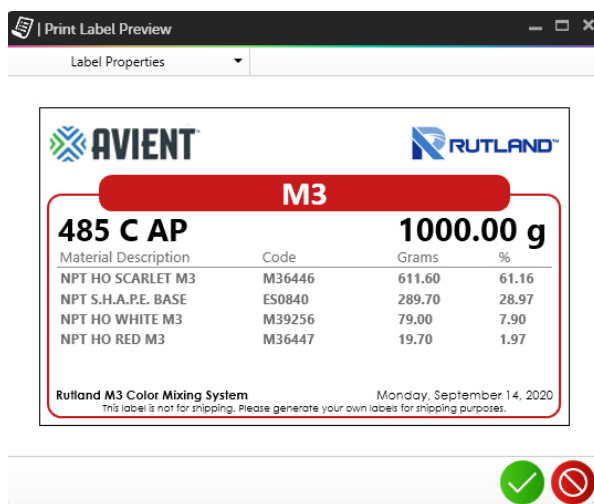 | Print Label Preview
Label Properties
AVIENT™
RUTLAND™
M3
485 C AP 1000.00 g
Material Description Code Grams %
NPT HO SCARLET M3 M36446 611.60 61.16
NPT S.H.A.P.E. BASE ES0840 289.70 28.97
NPT HO WHITE M3 M39256 79.00 7.90
NPT HO RED M3 M36447 19.70 1.97
Rutland M3 Color Mixing System Monday, September 14, 2020
This label is not for shipping. Please generate your own labels for shipping purposes.